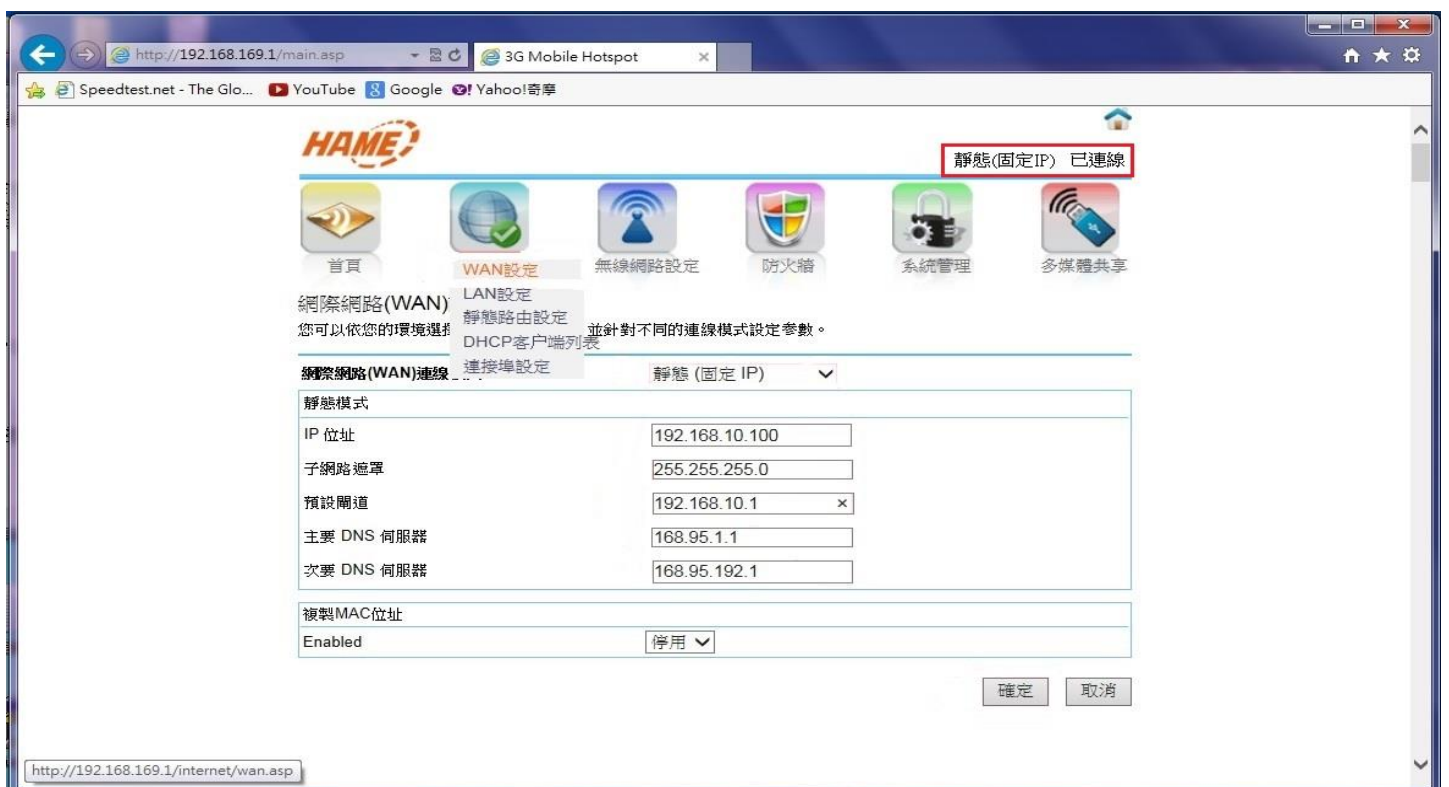 http://192.168.169.1/main.asp
3G Mobile Hotspot
Speedtest.net - The Glo...
YouTube
Google
Yahoo!奇摩
HAME
靜態(固定IP) 已連線
首頁
無線網路設定
防火牆
系統管理
多媒體共享
WAN設定
LAN設定
靜態路由設定
DHCP客户端列表
連接埠設定
網際網路(WAN)
您可以依您的環境選擇 並針對不同的連線模式設定參數。
網際網路(WAN)連線 靜態 (固定 IP)
靜態模式
IP 位址 192.168.10.100
子網路遮罩 255.255.255.0
預設閘道 192.168.10.1
主要 DNS 伺服器 168.95.1.1
次要 DNS 伺服器 168.95.192.1
複製MAC位址
Enabled 停用
確定 取消
http://192.168.169.1/internet/wan.asp